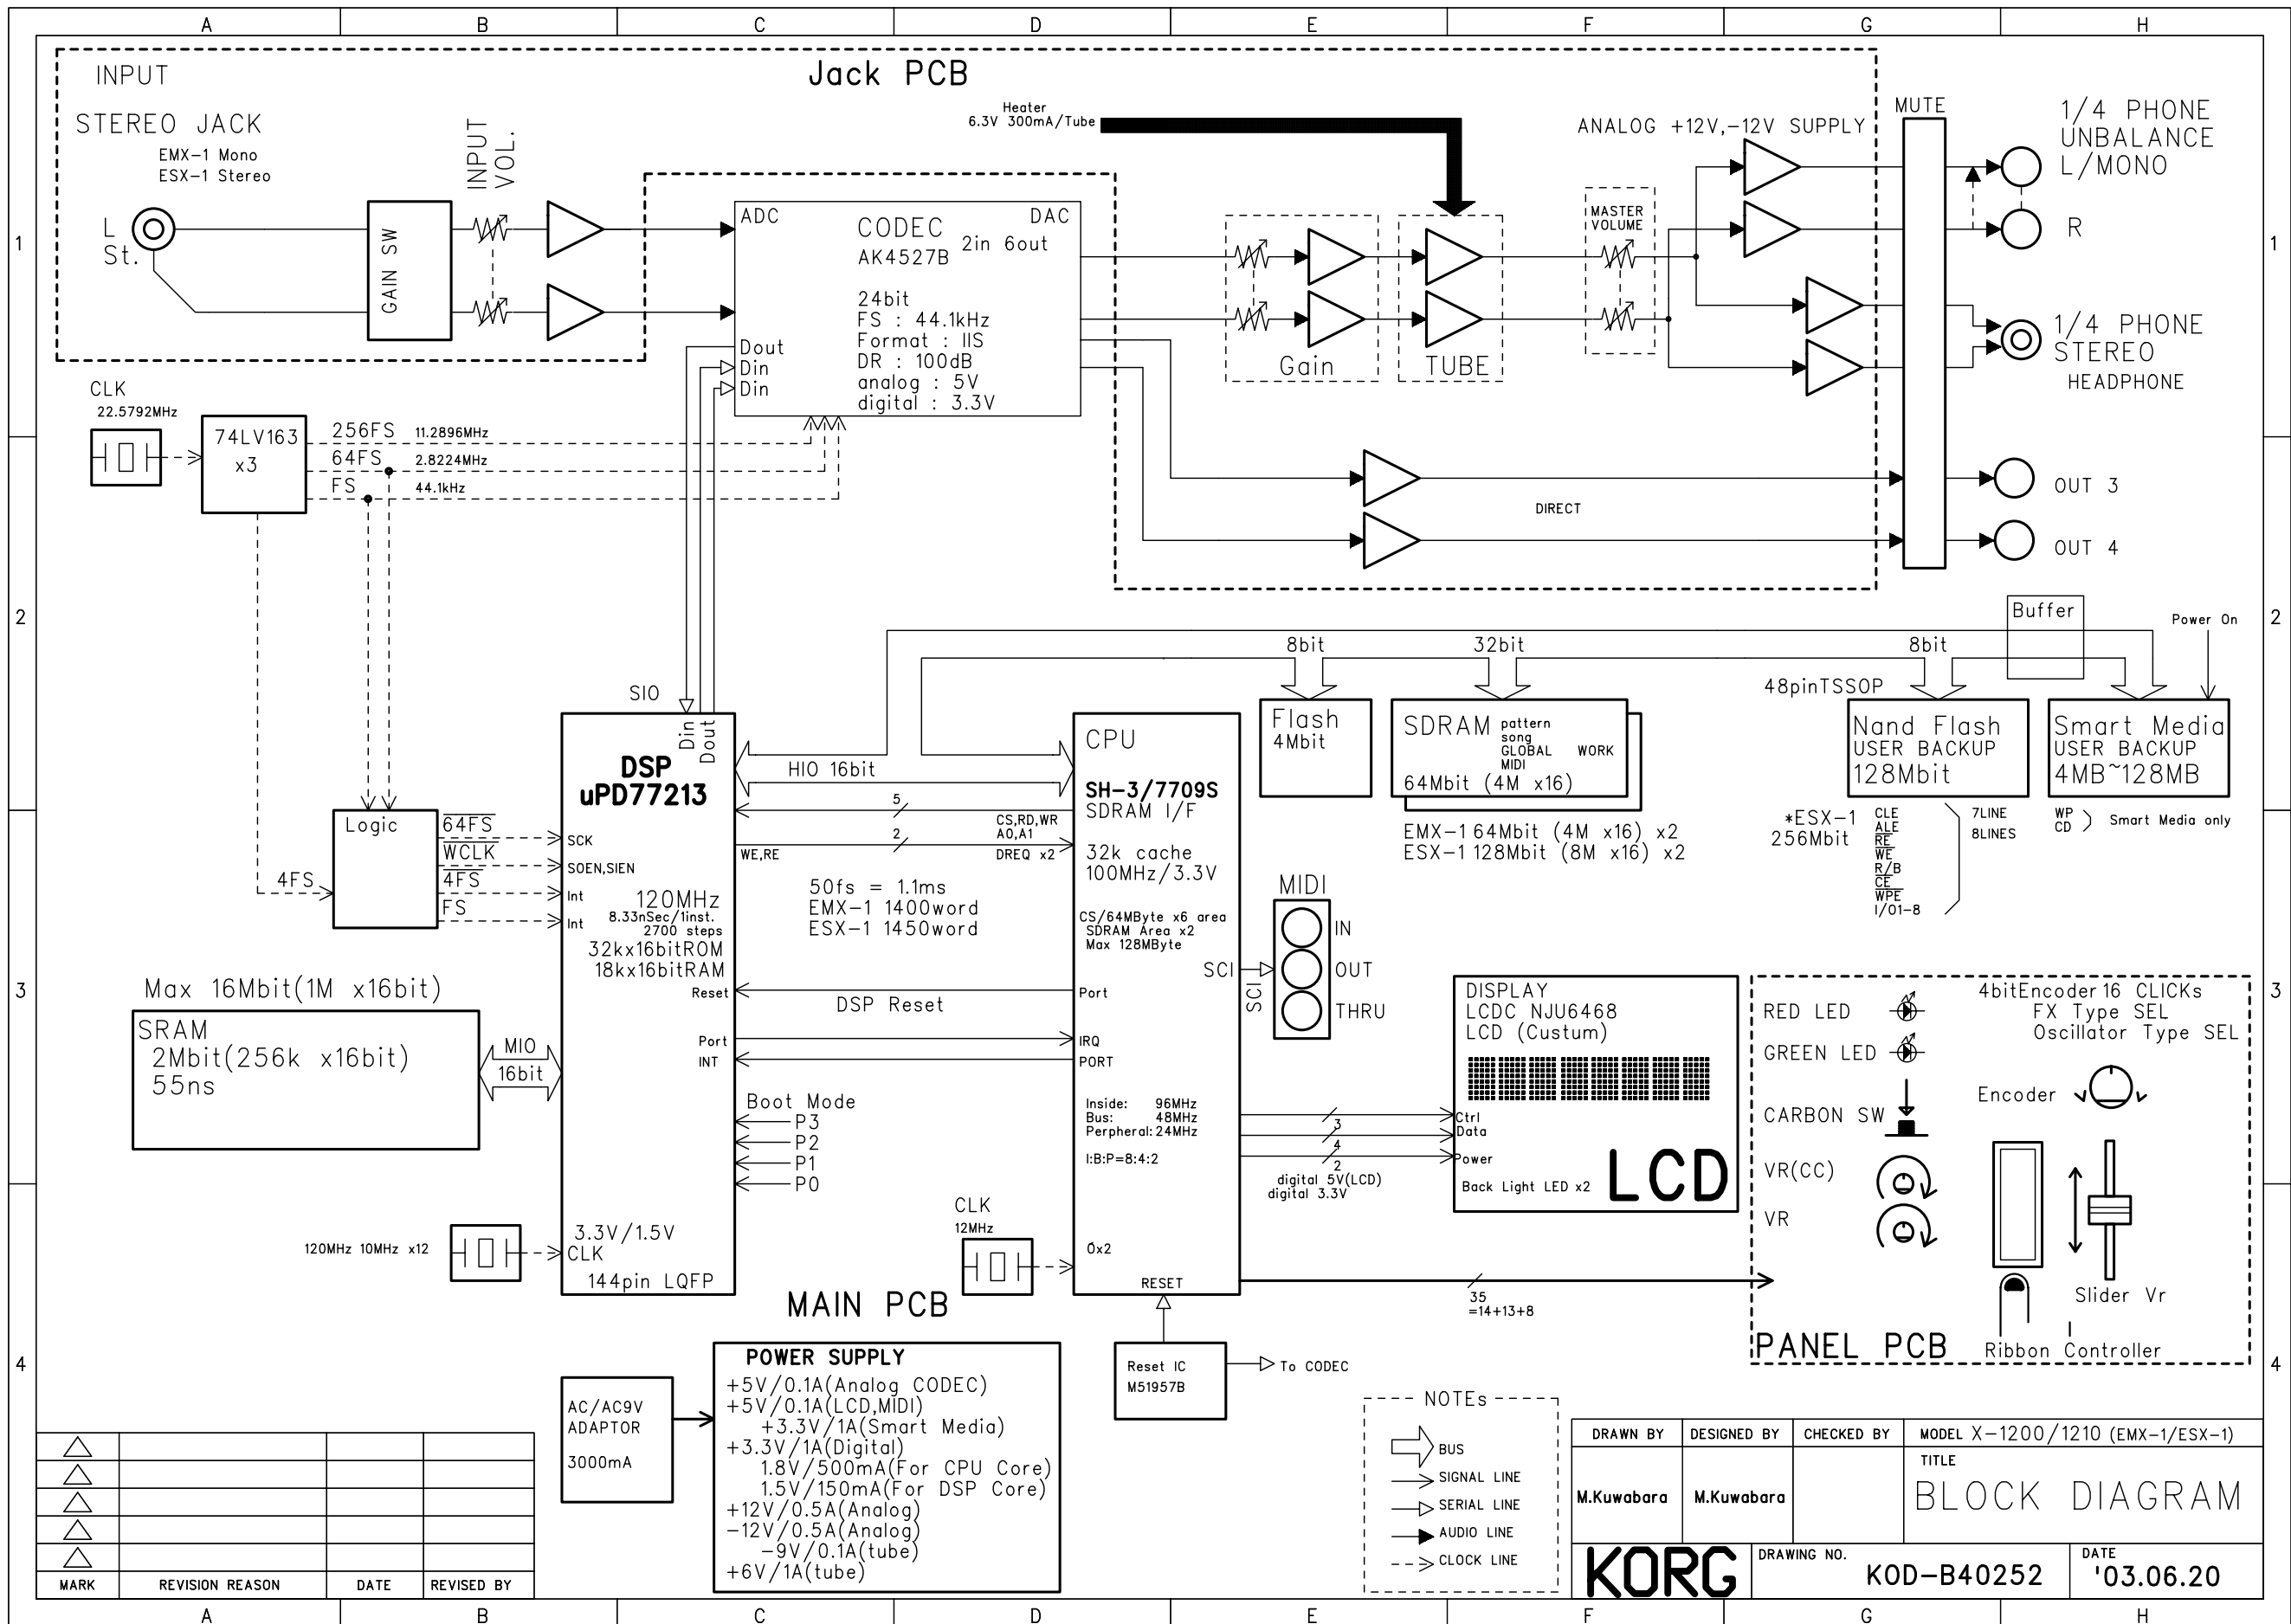 A B C D E F G H
INPUT
Jack PCB
STEREO JACK
EMX-1 Mono
ESX-1 Stereo
INPUT
VOL.
Heater
6.3V 300mA/Tube
ANALOG +12V,-12V SUPPLY
MUTE
1/4 PHONE
UNBALANCE
L/MONO
R
1
1
L
St.
GAIN SW
ADC
DAC
CODEC
2in 6out
AK4527B
24bit
FS : 44.1kHz
Format : IIS
DR : 100dB
analog : 5V
digital : 3.3V
Dout
Din
Din
Gain
TUBE
MASTER
VOLUME
1/4 PHONE
STEREO
HEADPHONE
CLK
22.5792MHz
74LV163
x3
256FS 11.2896MHz
64FS 2.8224MHz
FS 44.1kHz
DIRECT
OUT 3
OUT 4
2
2
Buffer
Power On
8bit
32bit
8bit
SIO
48pinTSSOP
Din
Dout
DSP
uPD77213
HIO 16bit
CPU
SH-3/7709S
SDRAM I/F
32k cache
100MHz/3.3V
Flash
4Mbit
SDRAM
pattern
song
GLOBAL WORK
MIDI
64Mbit (4M x16)
EMX-1 64Mbit (4M x16) x2
ESX-1 128Mbit (8M x16) x2
Nand Flash
USER BACKUP
128Mbit
Smart Media
USER BACKUP
4MB~128MB
*ESX-1
256Mbit
CLE
ALE
RE
WE
R/B
CE
WPE
I/O1-8
7LINE
8LINES
WP
CD
Smart Media only
5
CS,RD,WR
A0,A1
2
WE,RE
DREQ x2
Logic
64FS
WCLK
4FS
FS
4FS
SCK
SOEN,SIEN
Int
Int
120MHz
8.33nSec/1inst.
2700 steps
32kx16bitROM
18kx16bitRAM
50fs = 1.1ms
EMX-1 1400word
ESX-1 1450word
CS/64MByte x6 area
SDRAM Area x2
Max 128MByte
MIDI
IN
OUT
THRU
SCI
SCI
3
3
Max 16Mbit(1M x16bit)
SRAM
2Mbit(256k x16bit)
55ns
MIO
16bit
Reset
DSP Reset
Port
Port
IRQ
INT
PORT
Boot Mode
P3
P2
P1
P0
Inside: 96MHz
Bus: 48MHz
Perpheral: 24MHz
I:B:P=8:4:2
DISPLAY
LCDC NJU6468
LCD (Custum)
Ctrl
Data
Power
Back Light LED x2
LCD
3
4
2
digital 5V(LCD)
digital 3.3V
RED LED
GREEN LED
CARBON SW
VR(CC)
VR
4bitEncoder 16 CLICKs
FX Type SEL
Oscillator Type SEL
Encoder
Slider Vr
PANEL PCB
Ribbon Controller
120MHz 10MHz x12
3.3V/1.5V
CLK
144pin LQFP
CLK
12MHz
0x2
RESET
35
=14+13+8
MAIN PCB
4
4
Reset IC
M51957B
To CODEC
AC/AC9V
ADAPTOR
3000mA
POWER SUPPLY
+5V/0.1A(Analog CODEC)
+5V/0.1A(LCD,MIDI)
+3.3V/1A(Smart Media)
+3.3V/1A(Digital)
1.8V/500mA(For CPU Core)
1.5V/150mA(For DSP Core)
+12V/0.5A(Analog)
-12V/0.5A(Analog)
-9V/0.1A(tube)
+6V/1A(tube)
NOTEs
BUS
SIGNAL LINE
SERIAL LINE
AUDIO LINE
CLOCK LINE
MARK REVISION REASON DATE REVISED BY
DRAWN BY DESIGNED BY CHECKED BY MODEL X-1200/1210 (EMX-1/ESX-1)
M.Kuwabara M.Kuwabara
TITLE
BLOCK DIAGRAM
KORG
DRAWING NO.
KOD-B40252
DATE
'03.06.20
A B C D E F G H